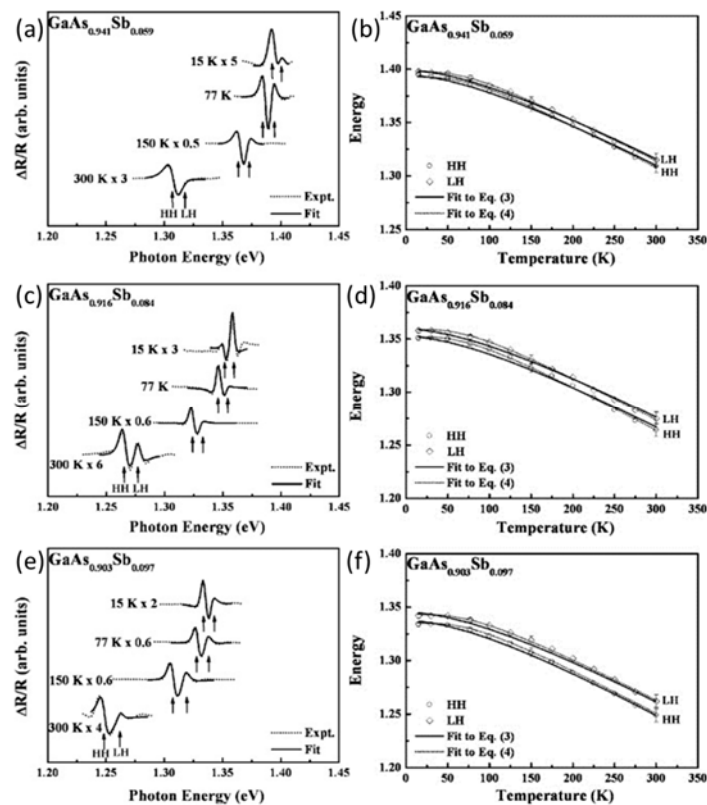 (a)
GaAs0.941Sb0.059
15 K x 5
77 K
150 K x 0.5
300 K x 3
HH LH
Expt.
Fit
ΔR/R (arb. units)
1.20 1.25 1.30 1.35 1.40 1.45
Photon Energy (eV)
(b)
GaAs0.941Sb0.059
1.45
1.40
1.35
1.30
1.25
Energy
LH
HH
HH
LH
Fit to Eq. (3)
Fit to Eq. (4)
0 50 100 150 200 250 300 350
Temperature (K)
(c)
GaAs0.916Sb0.084
15 K x 3
77 K
150 K x 0.6
300 K x 6
HH LH
Expt.
Fit
ΔR/R (arb. units)
1.20 1.25 1.30 1.35 1.40 1.45
Photon Energy (eV)
(d)
GaAs0.916Sb0.084
1.40
1.35
1.30
1.25
1.20
Energy
LH
HH
HH
LH
Fit to Eq. (3)
Fit to Eq. (4)
0 50 100 150 200 250 300 350
Temperature (K)
(e)
GaAs0.903Sb0.097
15 K x 2
77 K x 0.6
150 K x 0.6
300 K x 4
HH LH
Expt.
Fit
ΔR/R (arb. units)
1.20 1.25 1.30 1.35 1.40 1.45
Photon Energy (eV)
(f)
GaAs0.903Sb0.097
1.40
1.35
1.30
1.25
1.20
Energy
LH
HH
HH
LH
Fit to Eq. (3)
Fit to Eq. (4)
0 50 100 150 200 250 300 350
Temperature (K)